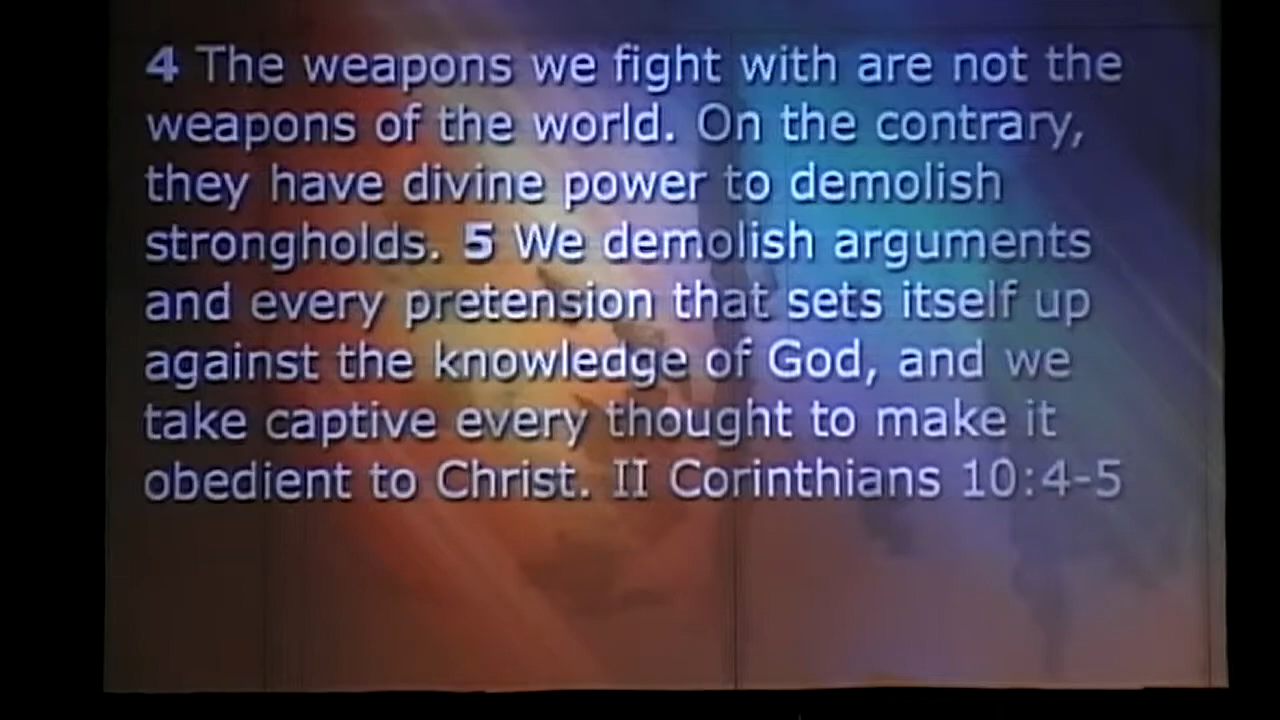 4 The weapons we fight with are not the
weapons of the world. On the contrary,
they have divine power to demolish
strongholds. 5 We demolish arguments
and every pretension that sets itself up
against the knowledge of God, and we
take captive every thought to make it
obedient to Christ. II Corinthians 10:4-5